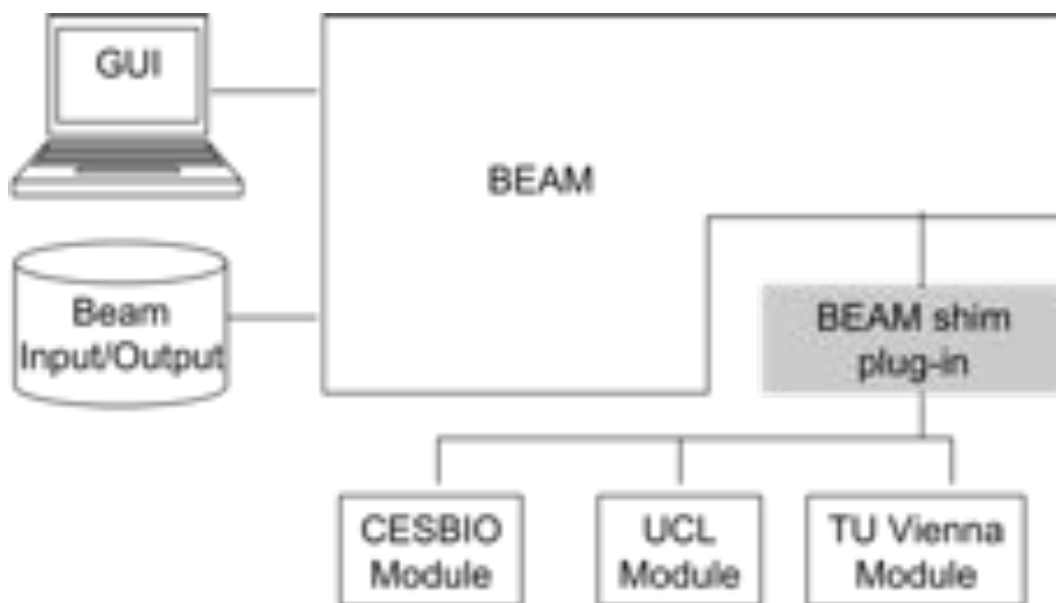 GUI
BEAM
Beam
Input/Output
BEAM shim
plug-in
CESBIO
Module
UCL
Module
TU Vienna
Module